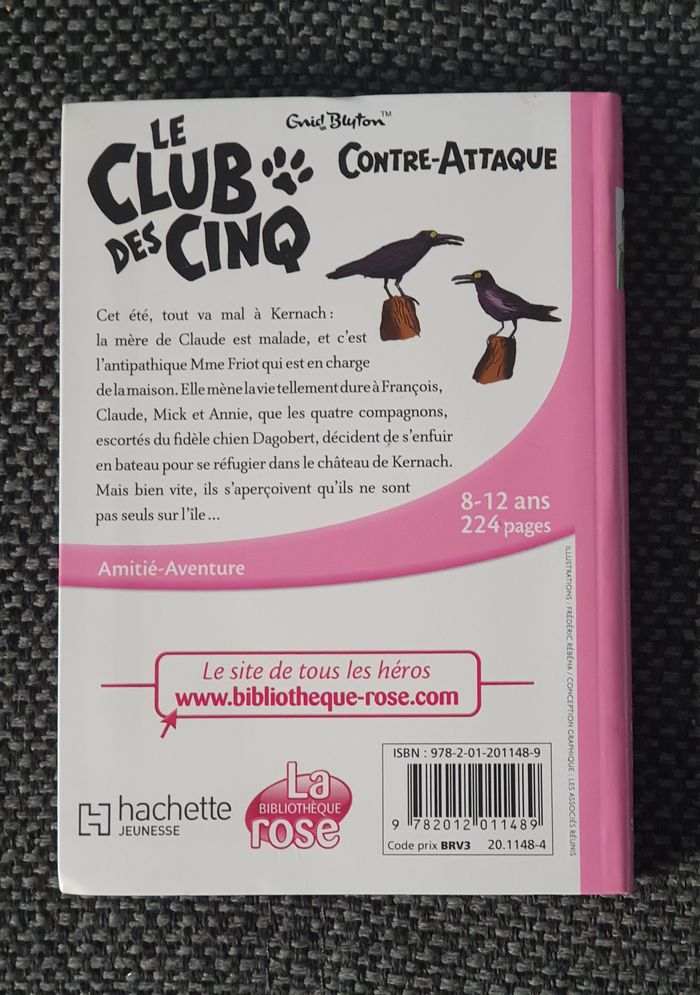 Enid Blyton™
LE
CLUB
DES CINQ
CONTRE-ATTAQUE
Cet été, tout va mal à Kernach :
la mère de Claude est malade, et c'est
l'antipathique Mme Friot qui est en charge
de la maison. Elle mène la vie tellement dure à François,
Claude, Mick et Annie, que les quatre compagnons,
escortés du fidèle chien Dagobert, décident de s'enfuir
en bateau pour se réfugier dans le château de Kernach.
Mais bien vite, ils s'aperçoivent qu'ils ne sont
pas seuls sur l'île...
8-12 ans
224 pages
Amitié-Aventure
ILLUSTRATIONS : FRÉDÉRIC RÉBÉNA / CONCEPTION GRAPHIQUE : LES ASSOCIÉS RÉUNIS
Le site de tous les héros
www.bibliotheque-rose.com
hachette
JEUNESSE
La
BIBLIOTHÈQUE
rose
ISBN : 978-2-01-201148-9
9 782012 011489
Code prix BRV3 20.1148-4